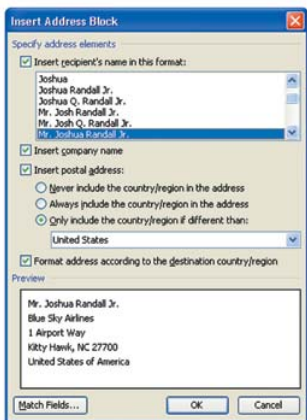 Insert Address Block
Specify address elements
Insert recipient's name in this format:
Joshua
Joshua Randall Jr.
Joshua Q. Randall Jr.
Mr. Josh Randall Jr.
Mr. Josh Q. Randall Jr.
Mr. Joshua Randall Jr.
Insert company name
Insert postal address:
Never include the country/region in the address
Always include the country/region in the address
Only include the country/region if different than:
United States
Format address according to the destination country/region
Preview
Mr. Joshua Randall Jr.
Blue Sky Airlines
1 Airport Way
Kitty Hawk, NC 27700
United States of America
Match Fields... OK Cancel